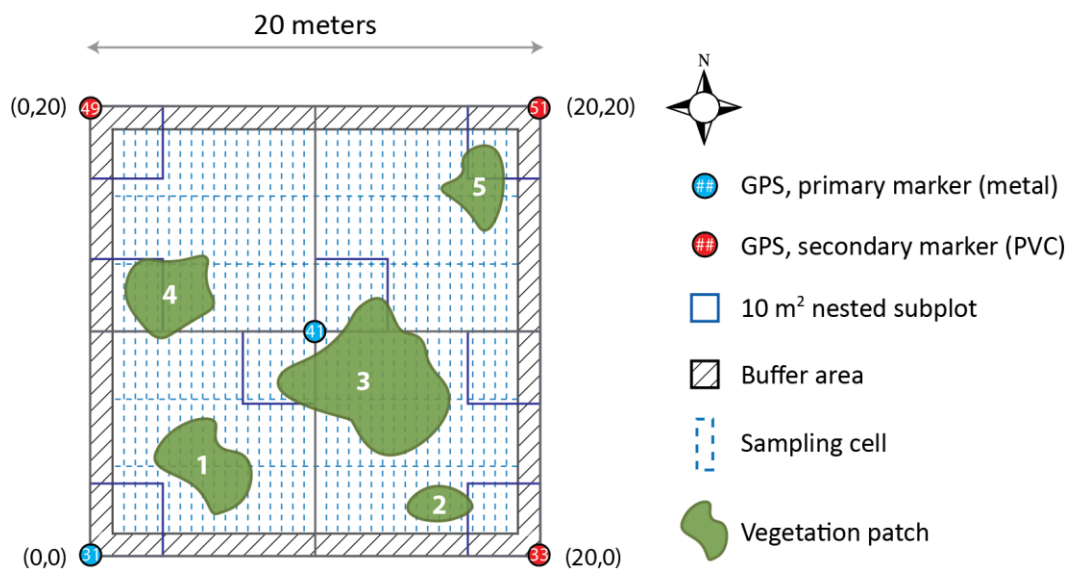 20 meters
N
(0,20)
49
51
(20,20)
5
4
41
3
1
2
(0,0)
31
33
(20,0)
## GPS, primary marker (metal)
## GPS, secondary marker (PVC)
10 m² nested subplot
Buffer area
Sampling cell
Vegetation patch